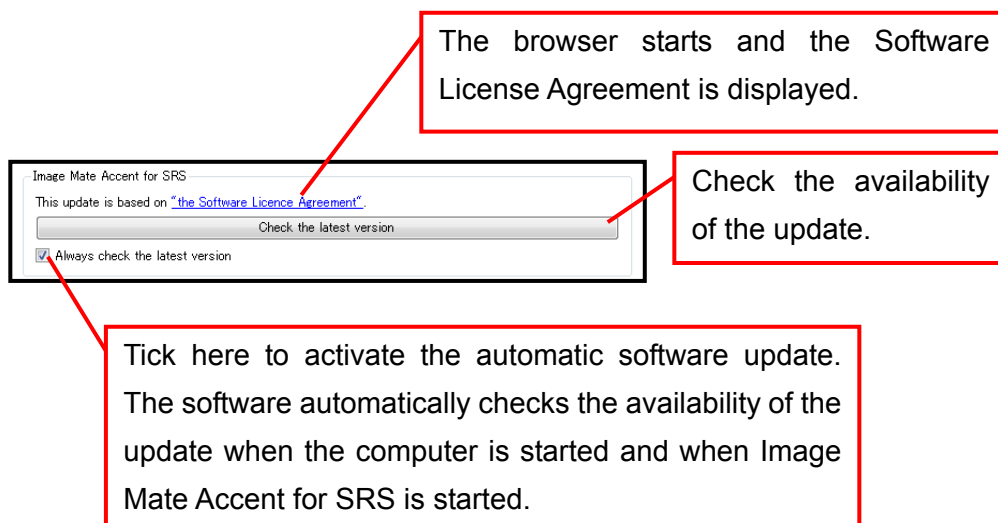 The browser starts and the Software
License Agreement is displayed.
Image Mate Accent for SRS
This update is based on "the Software Licence Agreement".
Check the latest version
Always check the latest version
Check the availability
of the update.
Tick here to activate the automatic software update.
The software automatically checks the availability of the
update when the computer is started and when Image
Mate Accent for SRS is started.